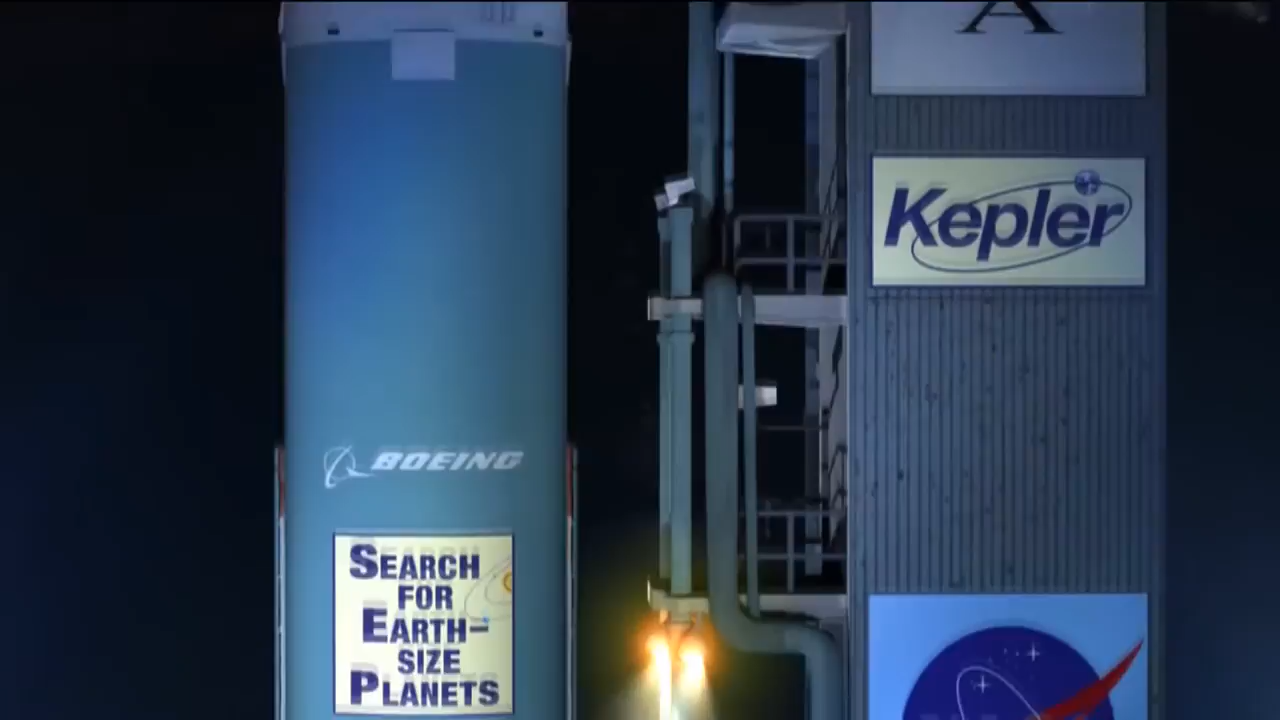 A
Kepler
BOEING
SEARCH
FOR
EARTH-
SIZE
PLANETS